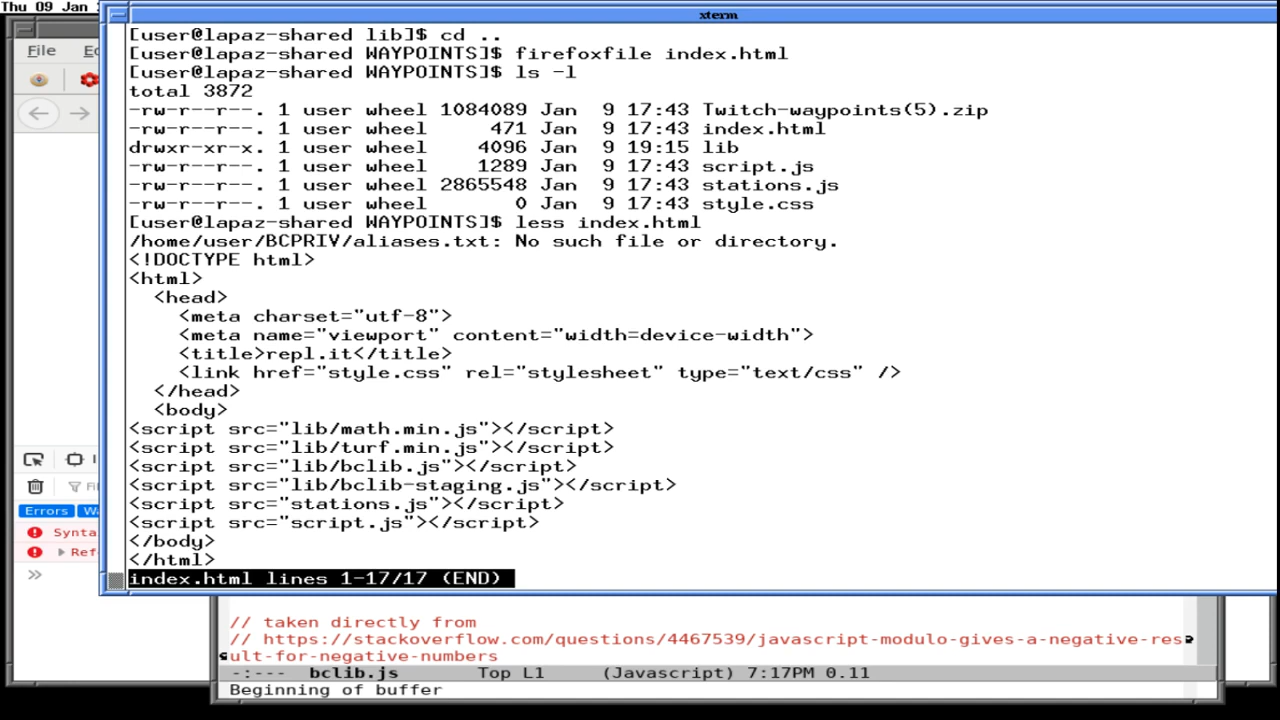 Thu 09 Jan
xterm
File
[user@lapaz-shared lib]$ cd ..
[user@lapaz-shared WAYPOINTS]$ firefoxfile index.html
[user@lapaz-shared WAYPOINTS]$ ls -l
total 3872
-rw-r--r--. 1 user wheel 1084089 Jan  9 17:43 Twitch-waypoints(5).zip
-rw-r--r--. 1 user wheel     471 Jan  9 17:43 index.html
drwxr-xr-x. 1 user wheel    4096 Jan  9 19:15 lib
-rw-r--r--. 1 user wheel    1289 Jan  9 17:43 script.js
-rw-r--r--. 1 user wheel 2865548 Jan  9 17:43 stations.js
-rw-r--r--. 1 user wheel       0 Jan  9 17:43 style.css
[user@lapaz-shared WAYPOINTS]$ less index.html
/home/user/BCPRIV/aliases.txt: No such file or directory.
<!DOCTYPE html>
<html>
  <head>
    <meta charset="utf-8">
    <meta name="viewport" content="width=device-width">
    <title>repl.it</title>
    <link href="style.css" rel="stylesheet" type="text/css" />
  </head>
  <body>
<script src="lib/math.min.js"></script>
<script src="lib/turf.min.js"></script>
<script src="lib/bclib.js"></script>
<script src="lib/bclib-staging.js"></script>
<script src="stations.js"></script>
<script src="script.js"></script>
</body>
</html>
index.html lines 1-17/17 (END)
Errors
Synta
Ref
// taken directly from
// https://stackoverflow.com/questions/4467539/javascript-modulo-gives-a-negative-res
ult-for-negative-numbers
-:---  bclib.js       Top L1     (Javascript) 7:17PM 0.11
Beginning of buffer